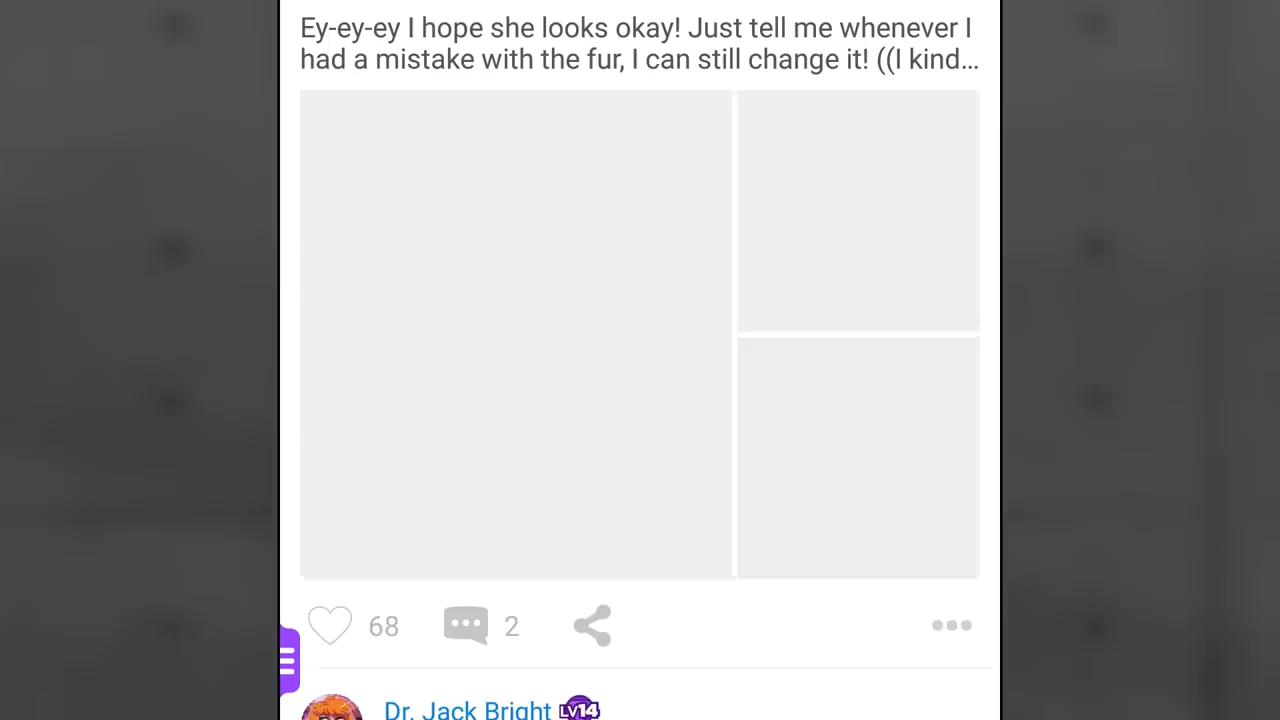 Ey-ey-ey I hope she looks okay! Just tell me whenever I
had a mistake with the fur, I can still change it! ((I kind...
68
2
Dr. Jack Bright LV14